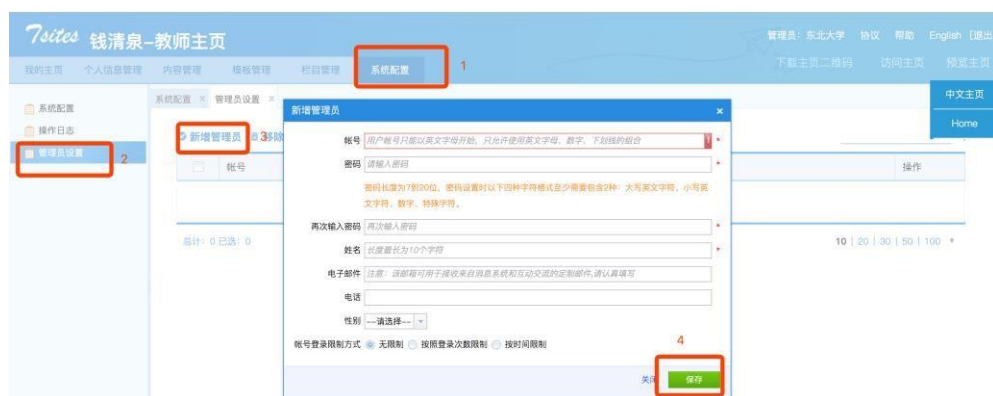 Tsites 钱清泉-教师主页
管理员：东北大学 协议 帮助 English [退出
我的主页 个人信息管理 内容管理 模板管理 栏目管理 系统配置 1
下载主页二维码 访问主页 预览主页
中文主页
Home
系统配置 × 管理员设置 ×
系统配置
操作日志
管理员设置 2
新增管理员 3 移除
帐号 操作
总计：0 已选：0
10 | 20 | 30 | 50 | 100
新增管理员 ×
帐号 用户帐号只能以英文字母开始，只允许使用英文字母、数字、下划线的组合 ! *
密码 请输入密码 *
密码长度为7到20位，密码设置时以下四种字符格式至少需要包含2种：大写英文字符、小写英
文字符、数字、特殊字符。
再次输入密码 再次输入密码 *
姓名 长度最长为10个字符 *
电子邮件 注意：该邮箱可用于接收来自消息系统和互动交流的定制邮件,请认真填写
电话
性别 --请选择--
帐号登录限制方式 无限制 按照登录次数限制 按时间限制
4
关闭 保存